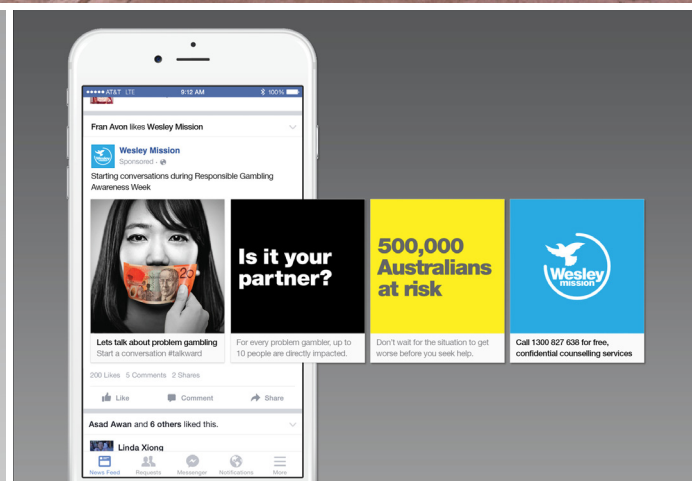 AT&T LTE
9:12 AM
100%
Fran Avon likes Wesley Mission
Wesley Mission
Sponsored ·
Starting conversations during Responsible Gambling
Awareness Week
20
Lets talk about problem gambling
Start a conversation #talkward
Is it your
partner?
For every problem gambler, up to
10 people are directly impacted.
500,000
Australians
at risk
Don't wait for the situation to get
worse before you seek help.
Wesley
mission
Call 1300 827 638 for free,
confidential counselling services
200 Likes 5 Comments 2 Shares
Like
Comment
Share
Asad Awan and 6 others liked this.
Linda Xiong
News Feed
Requests
Messenger
Notifications
More